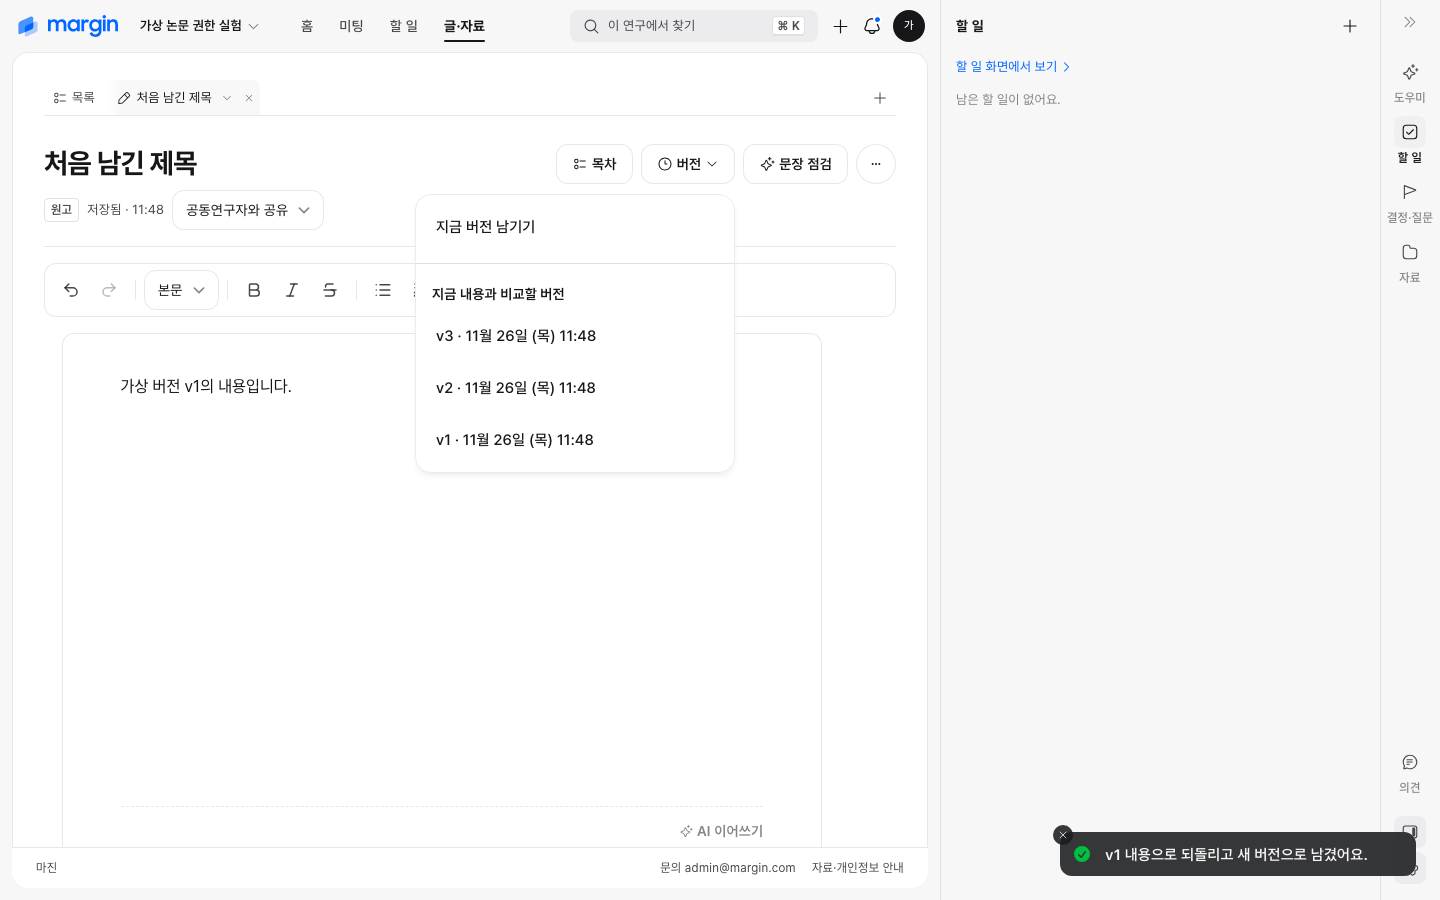 margin
가상 논문 권한 실험
홈
미팅
할 일
글·자료
이 연구에서 찾기
⌘ K
가
목록
처음 남긴 제목
처음 남긴 제목
목차
버전
문장 점검
원고
저장됨 · 11:48
공동연구자와 공유
본문
지금 버전 남기기
지금 내용과 비교할 버전
v3 · 11월 26일 (목) 11:48
v2 · 11월 26일 (목) 11:48
v1 · 11월 26일 (목) 11:48
가상 버전 v1의 내용입니다.
AI 이어쓰기
마진
문의 admin@margin.com
자료·개인정보 안내
할 일
할 일 화면에서 보기
남은 할 일이 없어요.
도우미
할 일
결정·질문
자료
의견
v1 내용으로 되돌리고 새 버전으로 남겼어요.